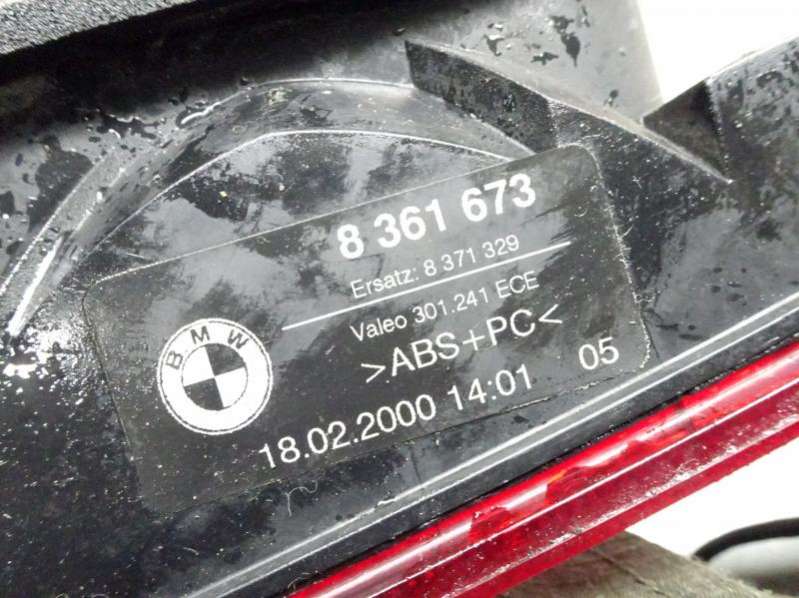 8 361 673
Ersatz: 8 371 329
Valeo 301.241 ECE
>ABS+PC<
BMW
18.02.2000 14:01 05